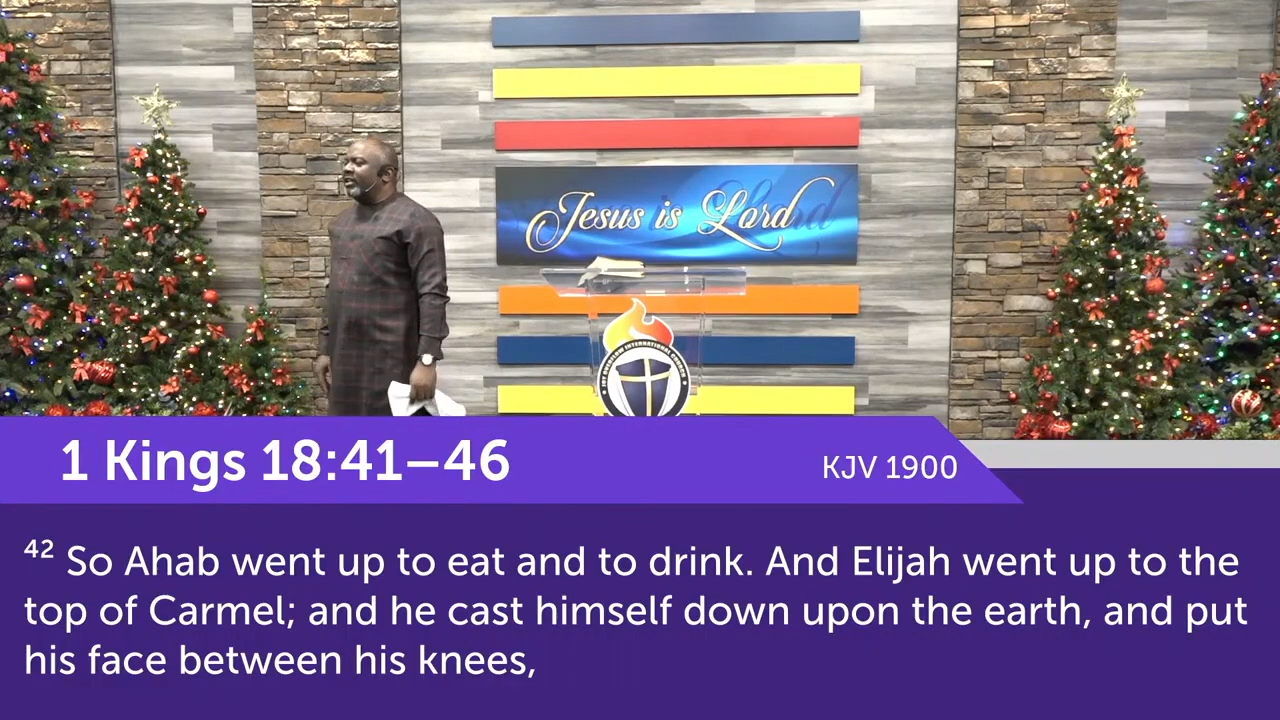 Jesus is Lord
1 Kings 18:41–46
KJV 1900
⁴² So Ahab went up to eat and to drink. And Elijah went up to the
top of Carmel; and he cast himself down upon the earth, and put
his face between his knees,